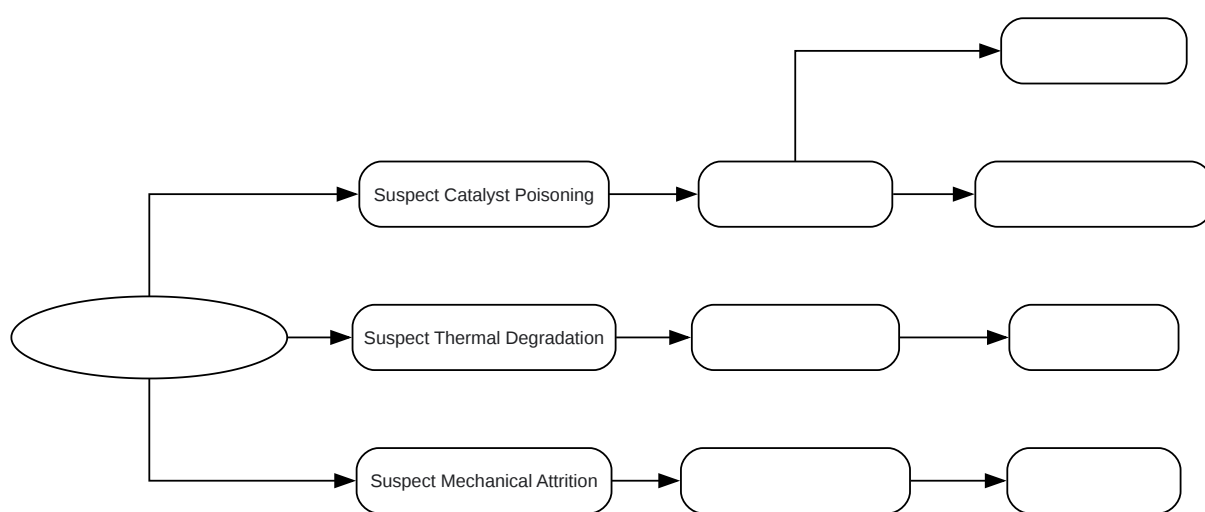 Suspect Catalyst Poisoning
Suspect Thermal Degradation
Suspect Mechanical Attrition